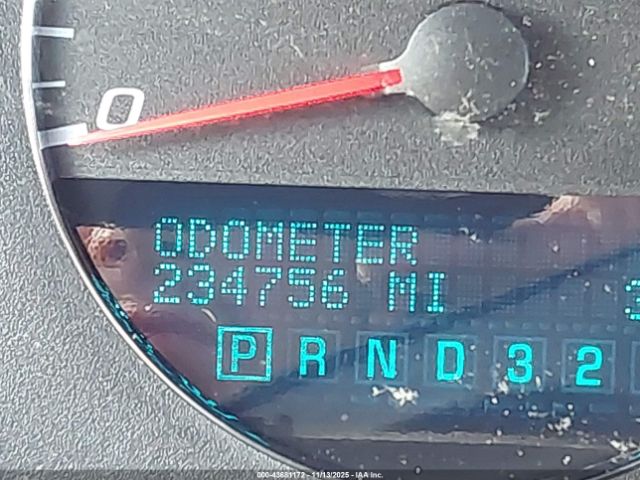 0
ODOMETER
234756 MI
P R N D 3 2
000-43681172 - 11/13/2025 - IAA Inc.